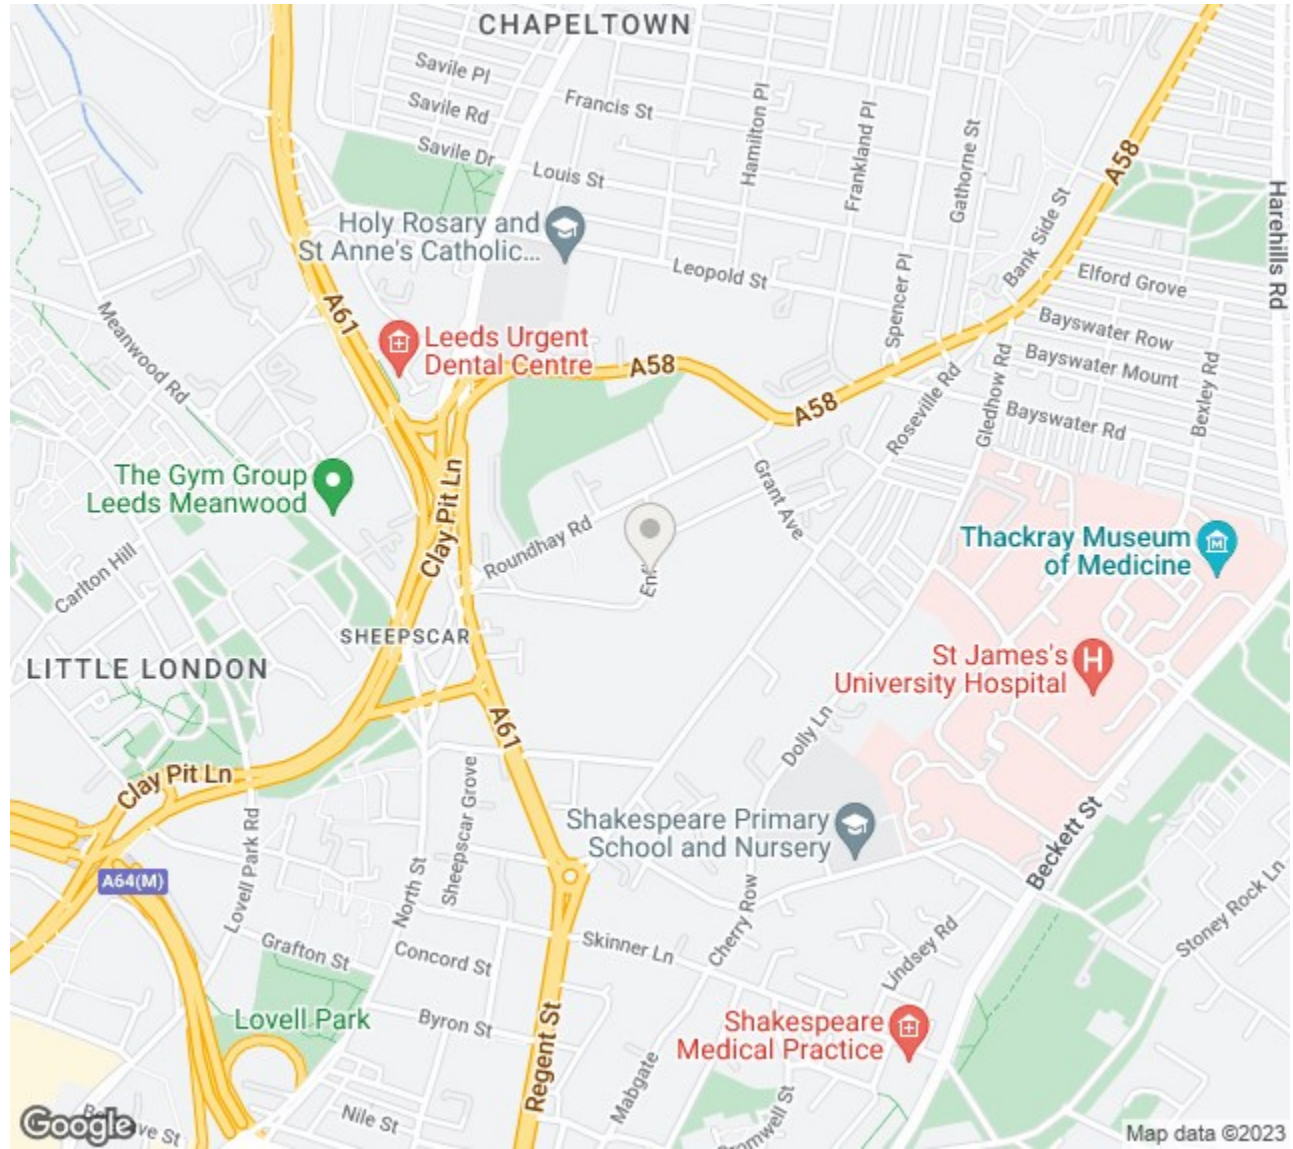 CHAPELTOWN
Savile Pl
Francis St
Savile Rd
Hamilton Pl
Frankland Pl
Gathorne St
A58
Savile Dr
Louis St
Harehills Rd
Holy Rosary and
St Anne's Catholic...
Bank Side St
Leopold St
Elford Grove
Spencer Pl
A61
Meanwood Rd
Leeds Urgent
Dental Centre
A58
Bayswater Row
Bayswater Mount
Bexley Rd
A58
Roseville Rd
Gledhow Rd
Bayswater Rd
The Gym Group
Leeds Meanwood
Clay Pit Ln
Grant Ave
Roundhay Rd
Thackray Museum
of Medicine
M
Carlton Hill
SHEEPSCAR
LITTLE LONDON
St James's
University Hospital
H
A61
Dolly Ln
Clay Pit Ln
Sheepscar Grove
Shakespeare Primary
School and Nursery
Beckett St
A64(M)
Lovell Park Rd
North St
Cherry Row
Stoney Rock Ln
Grafton St
Concord St
Skinner Ln
Lindsey Rd
Lovell Park
Byron St
Regent St
Shakespeare
Medical Practice
Mabgate
Nile St
Google
Map data ©2023